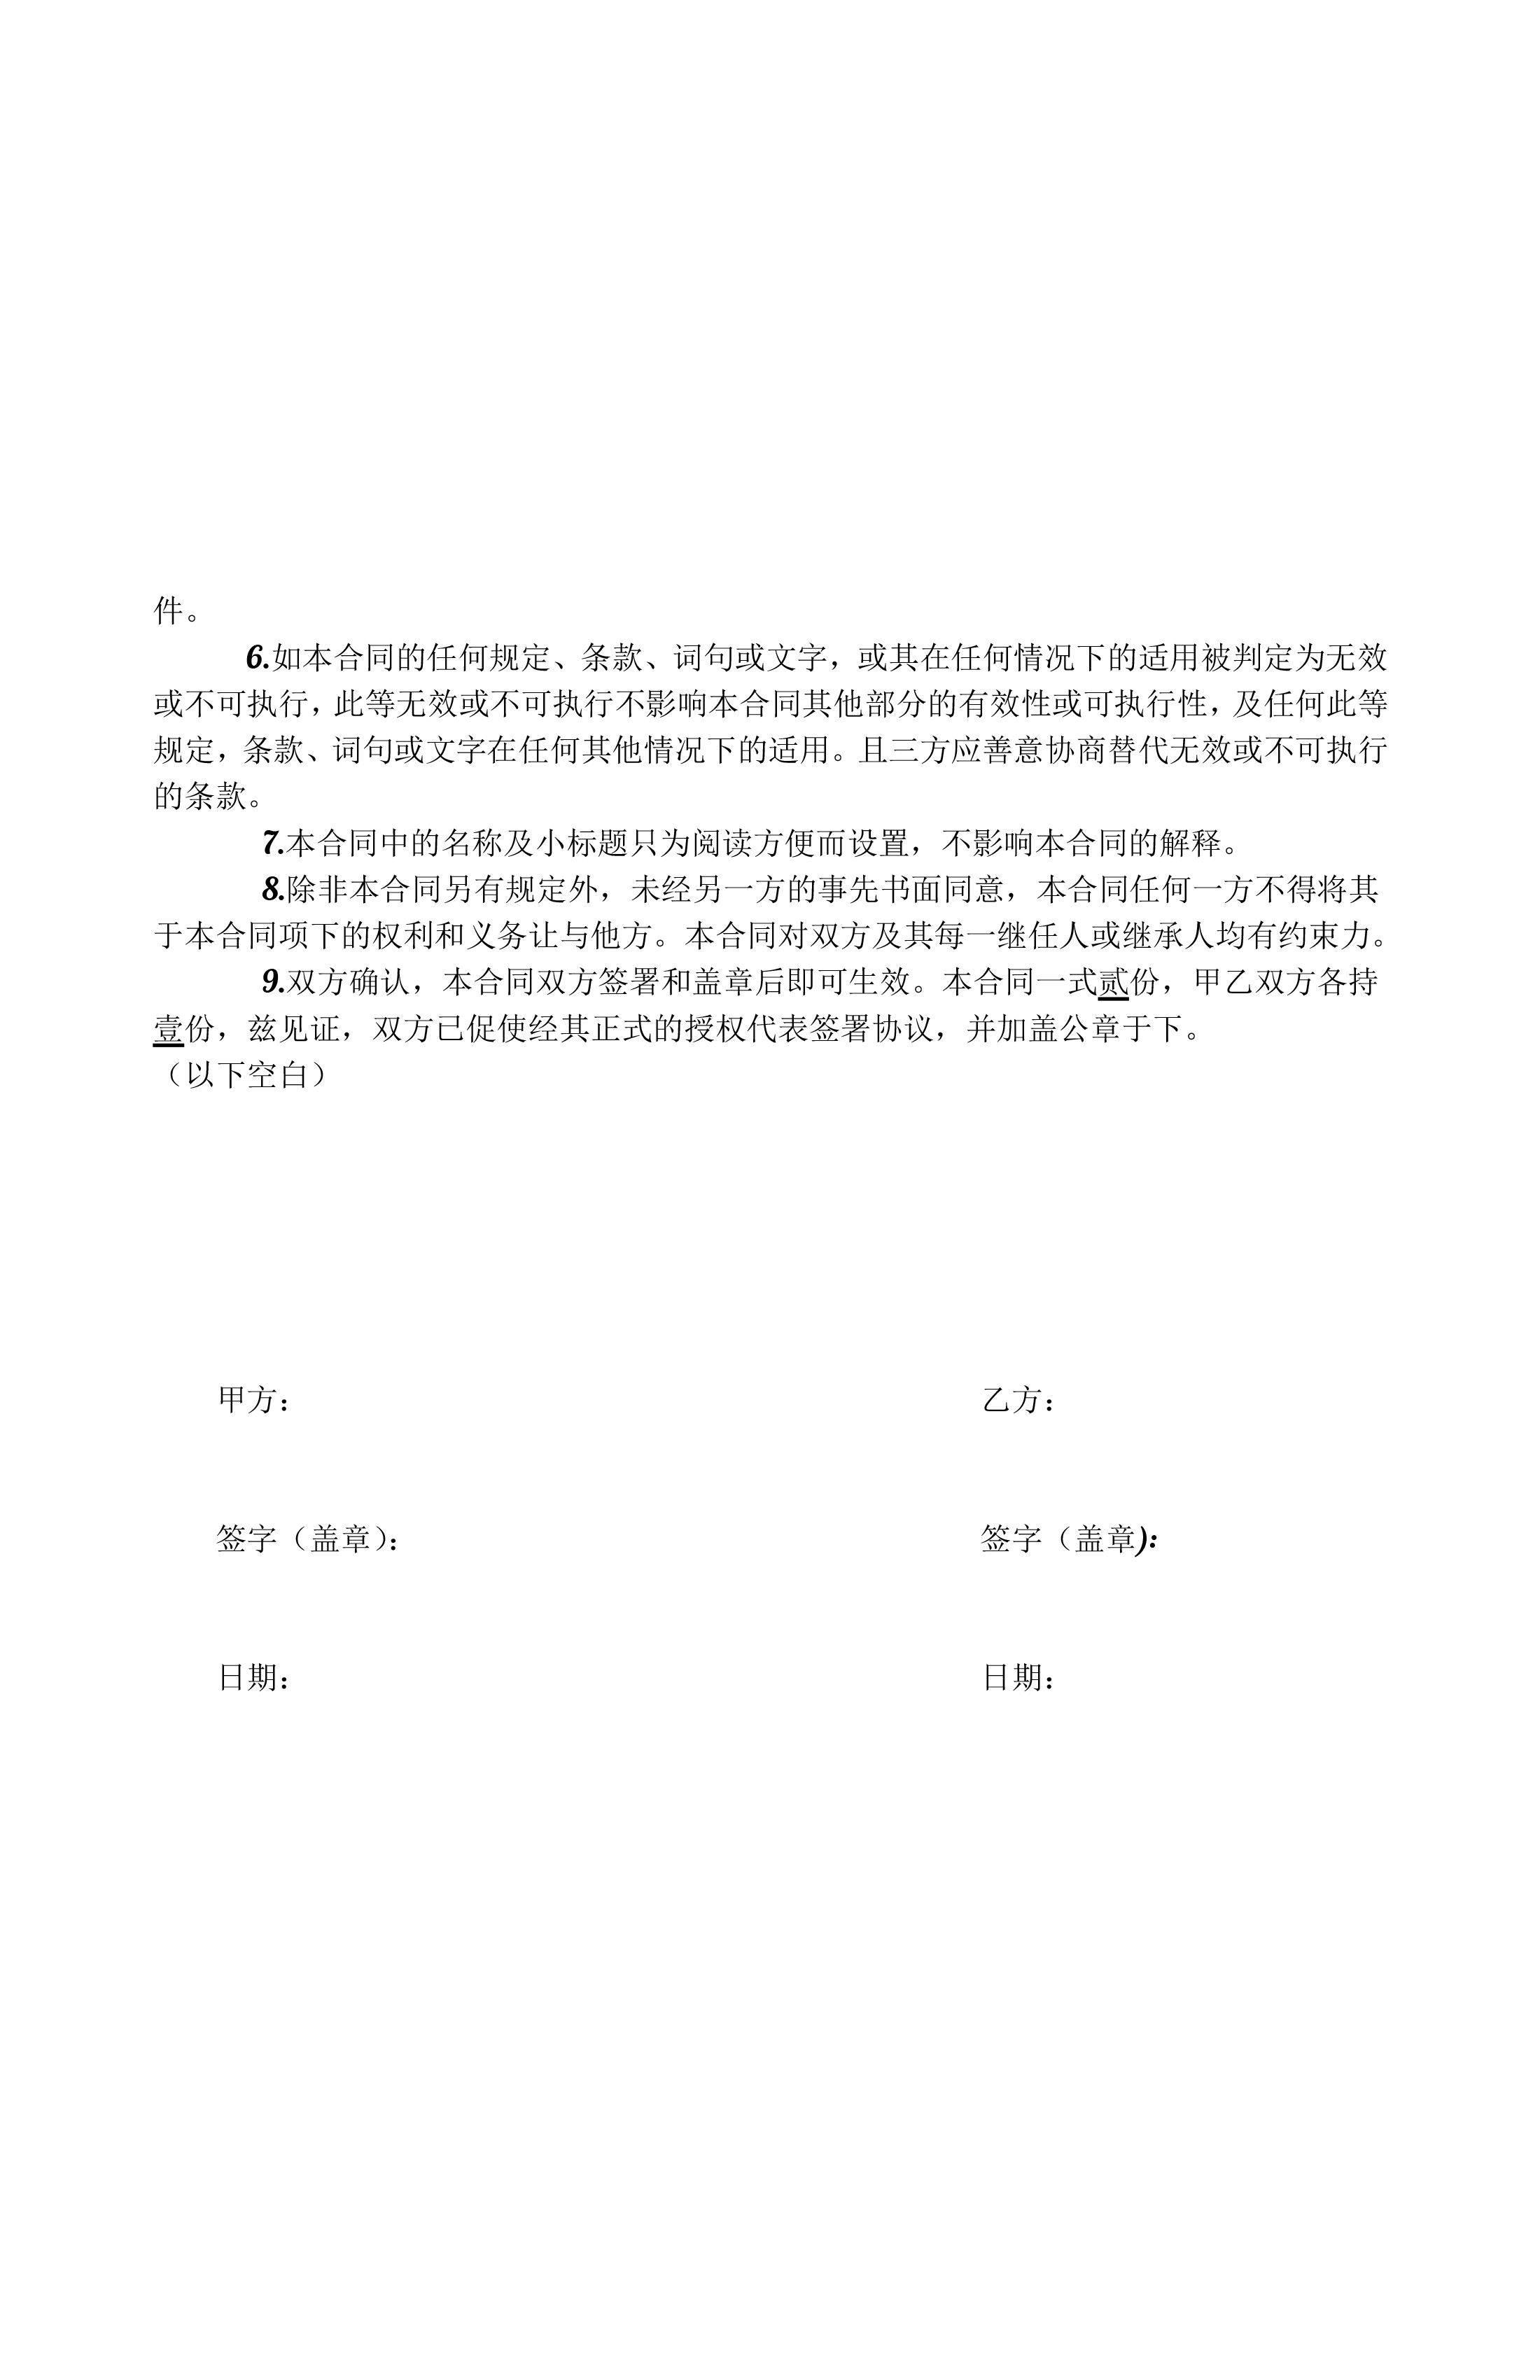 件。
6.如本合同的任何规定、条款、词句或文字，或其在任何情况下的适用被判定为无效
或不可执行，此等无效或不可执行不影响本合同其他部分的有效性或可执行性，及任何此等
规定，条款、词句或文字在任何其他情况下的适用。且三方应善意协商替代无效或不可执行
的条款。
7.本合同中的名称及小标题只为阅读方便而设置，不影响本合同的解释。
8.除非本合同另有规定外，未经另一方的事先书面同意，本合同任何一方不得将其
于本合同项下的权利和义务让与他方。本合同对双方及其每一继任人或继承人均有约束力。
9.双方确认，本合同双方签署和盖章后即可生效。本合同一式贰份，甲乙双方各持
壹份，兹见证，双方已促使经其正式的授权代表签署协议，并加盖公章于下。
（以下空白）
甲方： 乙方：
签字（盖章）： 签字（盖章）：
日期： 日期：